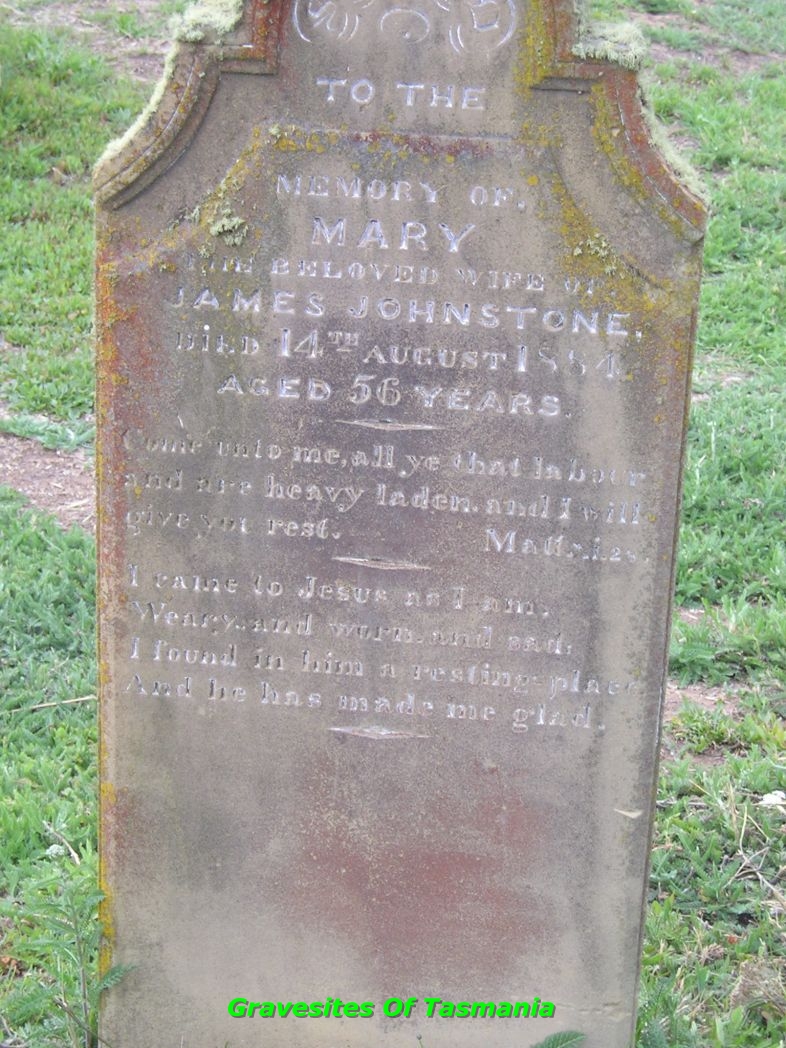 TO THE
MEMORY OF.
MARY
THE BELOVED WIFE OF
JAMES JOHNSTONE,
DIED 14TH AUGUST 1884.
AGED 56 YEARS.
Come unto me, all ye that labour
and are heavy laden, and I will
give you rest. Matt.xi.28.
I came to Jesus as I am,
Weary, and worn, and sad,
I found in him a resting-place
And he has made me glad.
Gravesites Of Tasmania